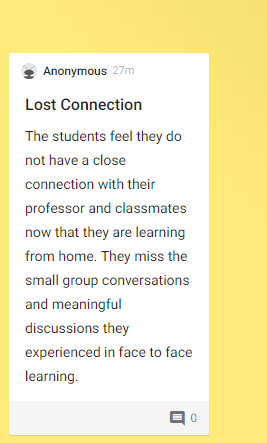 Anonymous 27m
Lost Connection
The students feel they do
not have a close
connection with their
professor and classmates
now that they are learning
from home. They miss the
small group conversations
and meaningful
discussions they
experienced in face to face
learning.
0